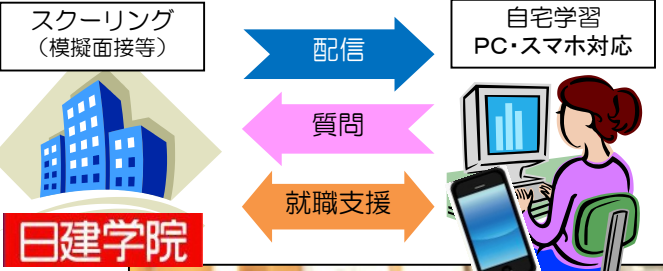 スクーリング
（模擬面接等）
自宅学習
PC・スマホ対応
配信
質問
就職支援
日建学院